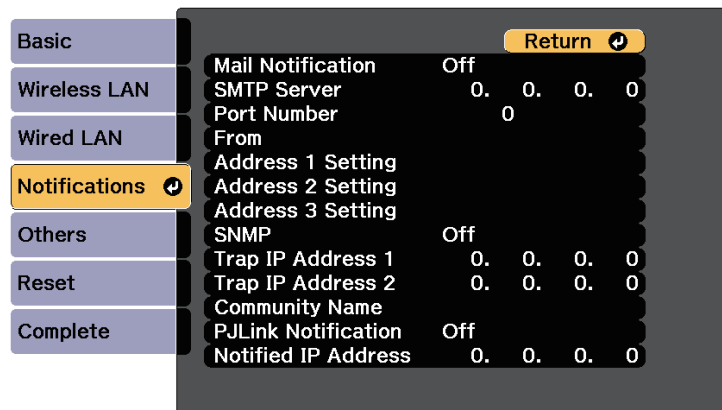 Basic
Wireless LAN
Wired LAN
Notifications
Others
Reset
Complete
Return
Mail Notification Off
SMTP Server 0. 0. 0. 0
Port Number 0
From
Address 1 Setting
Address 2 Setting
Address 3 Setting
SNMP Off
Trap IP Address 1 0. 0. 0. 0
Trap IP Address 2 0. 0. 0. 0
Community Name
PJLink Notification Off
Notified IP Address 0. 0. 0. 0